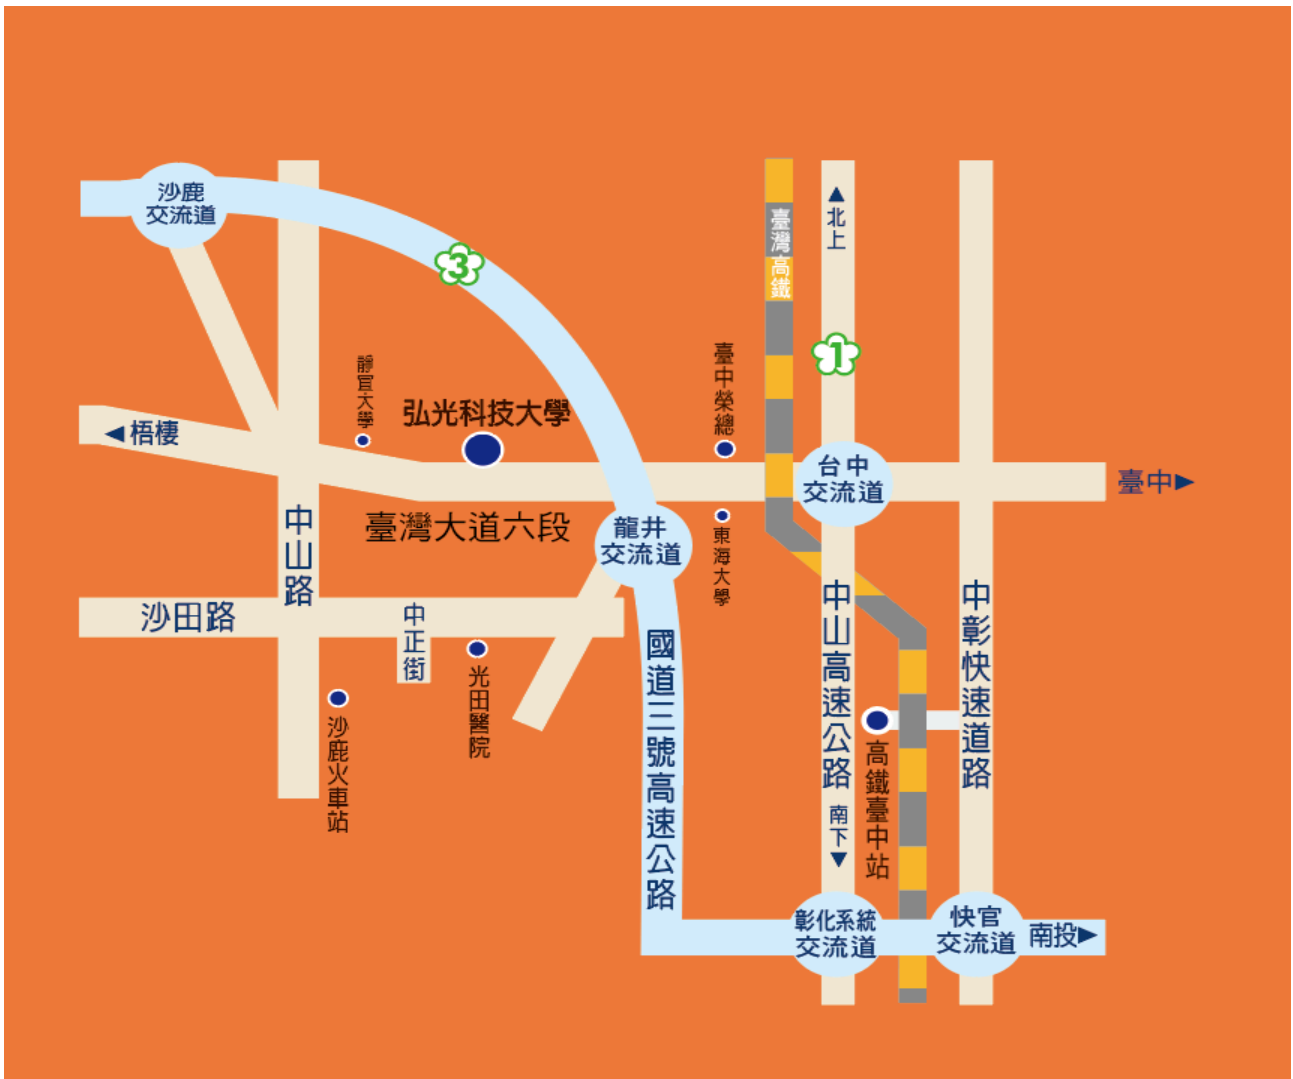 沙鹿
交流道
3
臺灣高鐵
北上
1
靜宜大學
弘光科技大學
臺中榮總
梧棲
台中
交流道
臺中
臺灣大道六段
龍井
交流道
東海大學
中山路
沙田路
中正街
光田醫院
沙鹿火車站
國道三號高速公路
中山高速公路
中彰快速道路
高鐵臺中站
南下
彰化系統
交流道
快官
交流道
南投